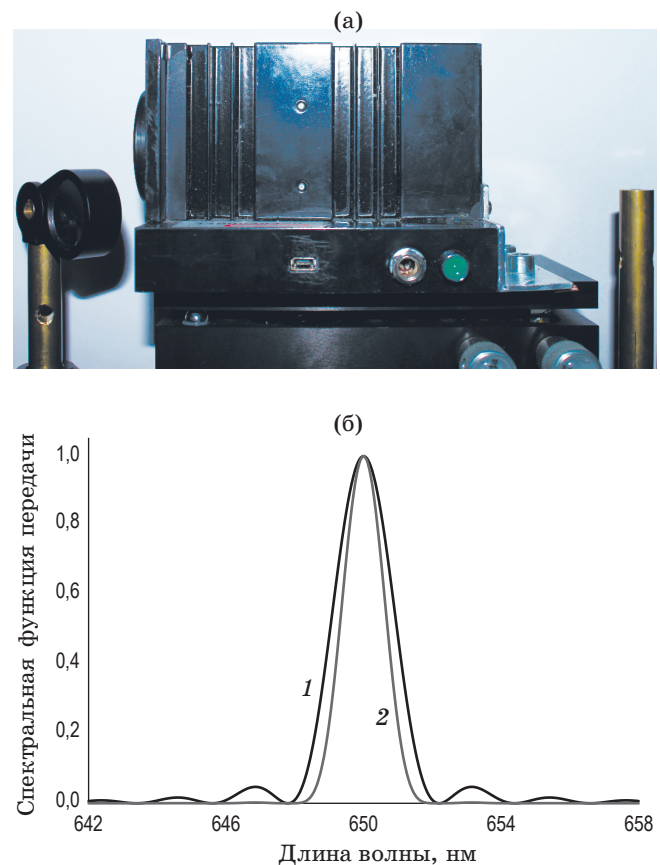 (а)
(б)
Спектральная функция передачи
1,0
0,8
0,6
0,4
0,2
0,0
1
2
642 646 650 654 658
Длина волны, нм